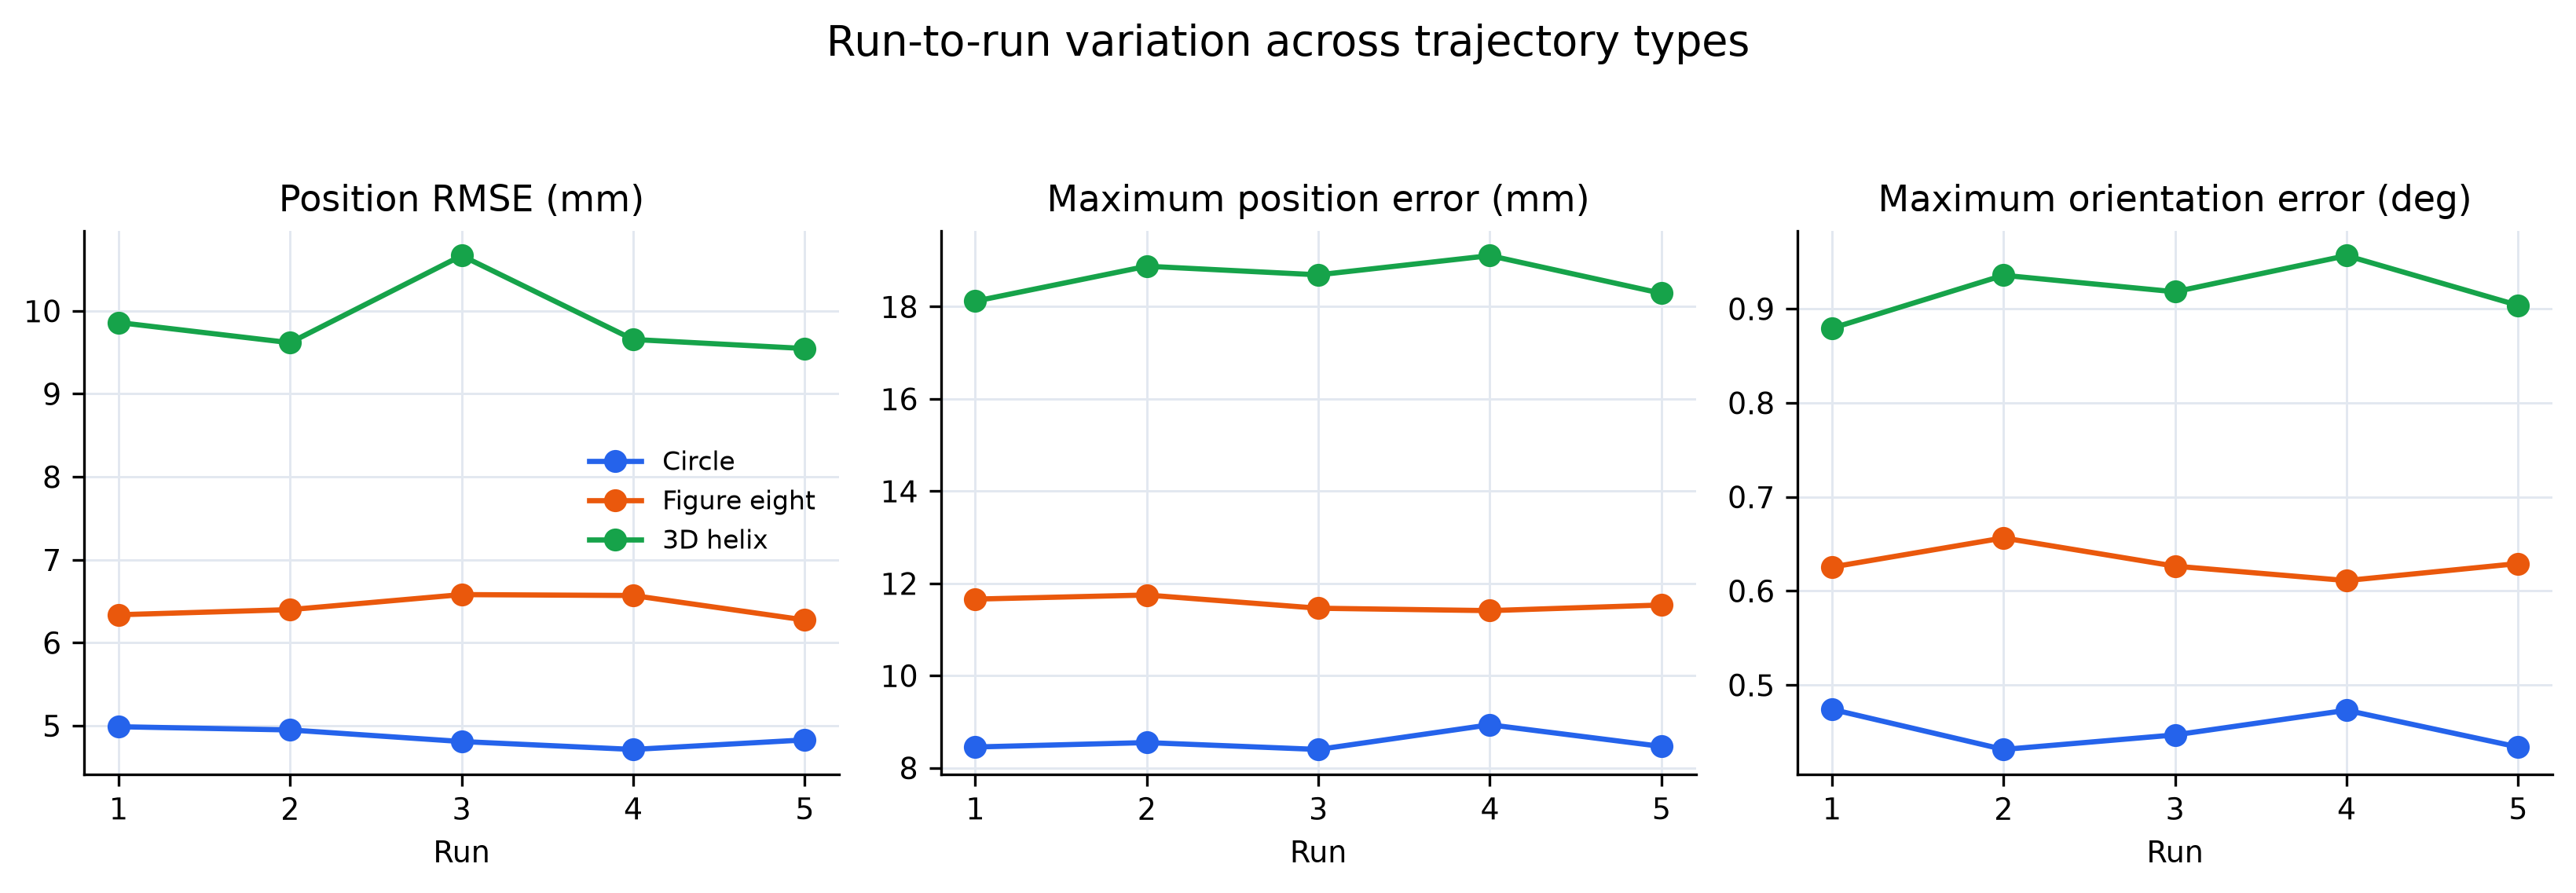 Run-to-run variation across trajectory types
Position RMSE (mm)
10
9
8
7
6
5
Circle
Figure eight
3D helix
1 2 3 4 5
Run
Maximum position error (mm)
18
16
14
12
10
8
1 2 3 4 5
Run
Maximum orientation error (deg)
0.9
0.8
0.7
0.6
0.5
1 2 3 4 5
Run